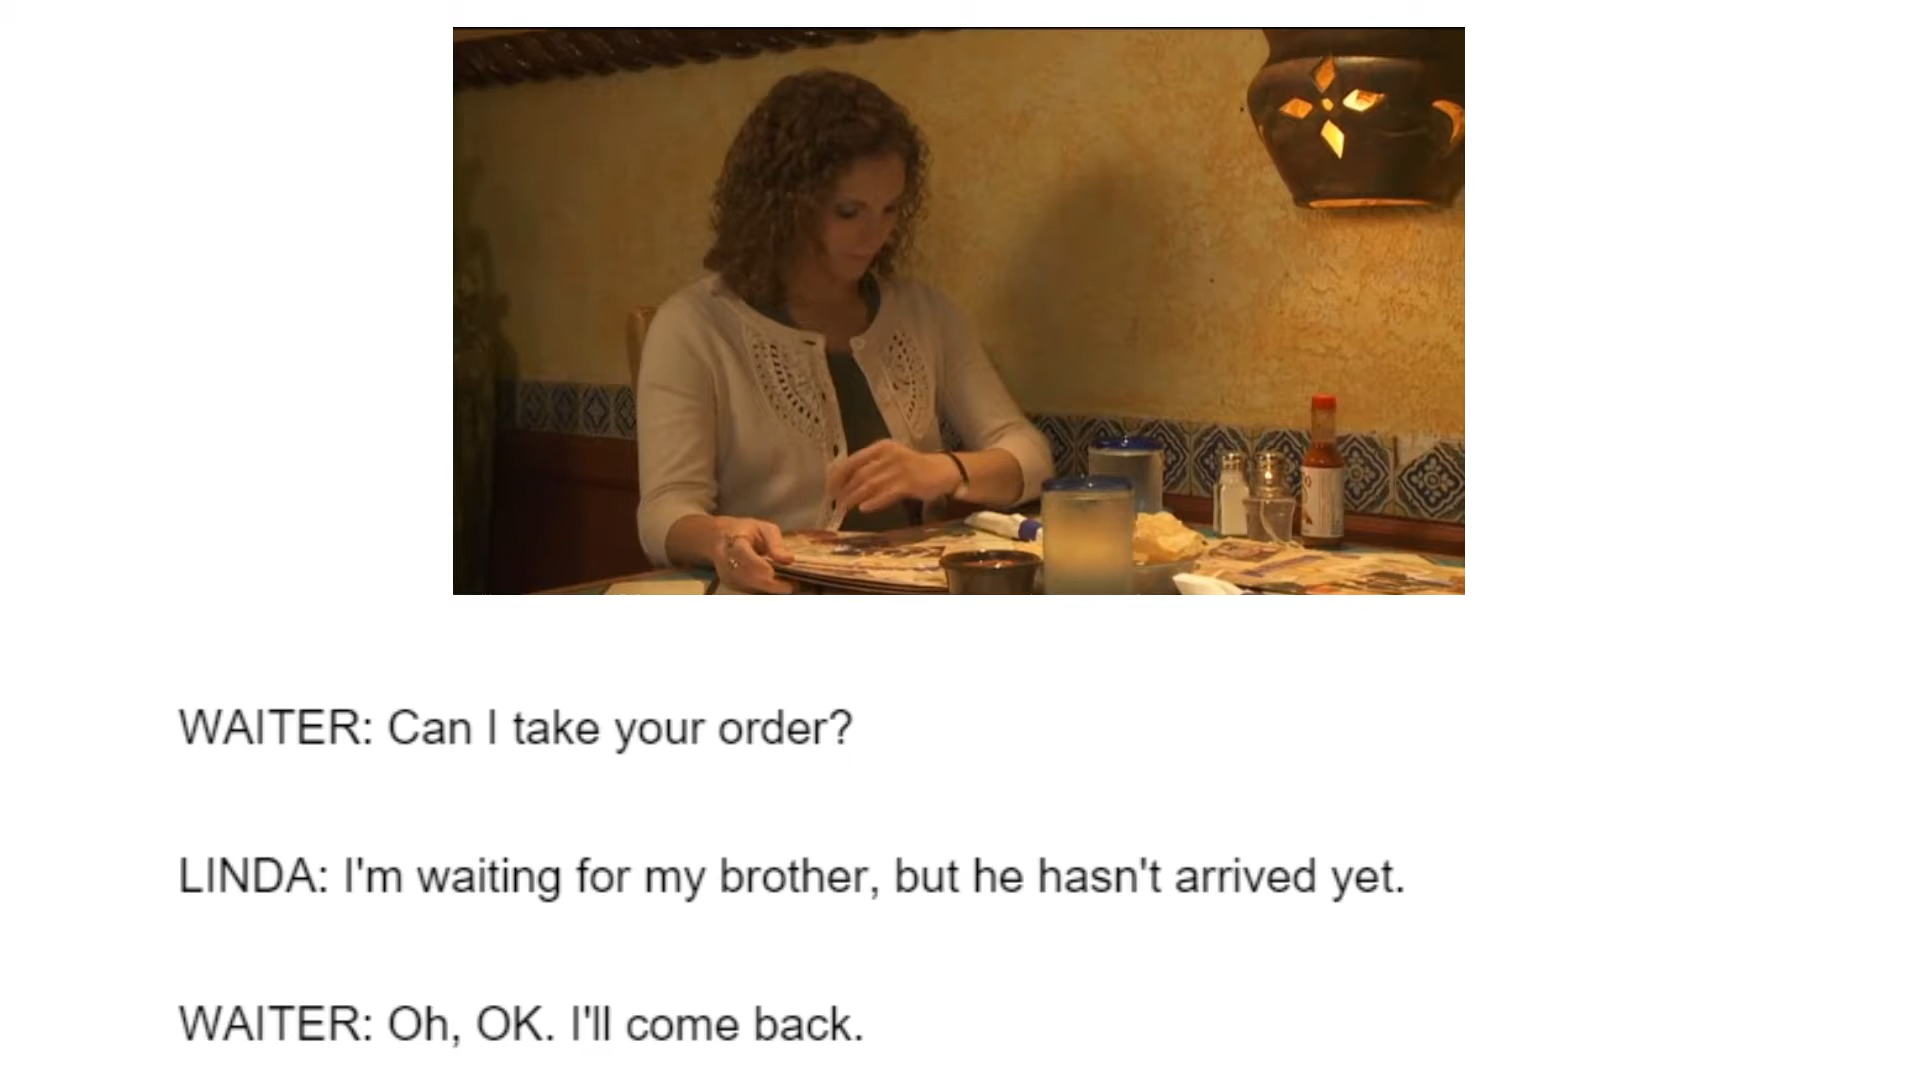 WAITER: Can I take your order?
LINDA: I'm waiting for my brother, but he hasn't arrived yet.
WAITER: Oh, OK. I'll come back.